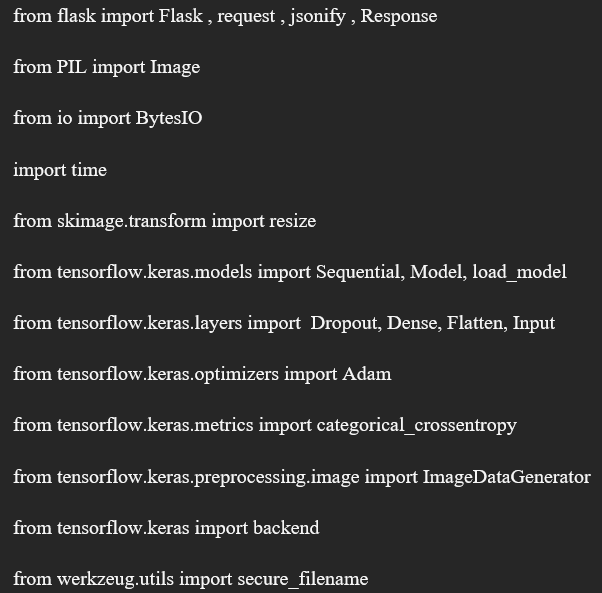 from flask import Flask , request , jsonify , Response
from PIL import Image
from io import BytesIO
import time
from skimage.transform import resize
from tensorflow.keras.models import Sequential, Model, load_model
from tensorflow.keras.layers import  Dropout, Dense, Flatten, Input
from tensorflow.keras.optimizers import Adam
from tensorflow.keras.metrics import categorical_crossentropy
from tensorflow.keras.preprocessing.image import ImageDataGenerator
from tensorflow.keras import backend
from werkzeug.utils import secure_filename